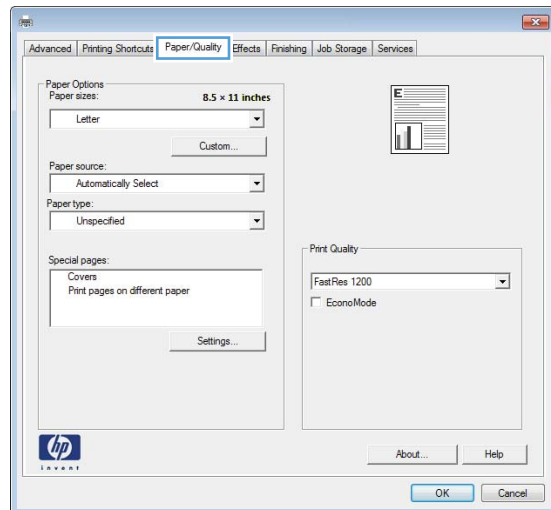 Advanced Printing Shortcuts Paper/Quality Effects Finishing Job Storage Services
Paper Options
Paper sizes: 8.5 × 11 inches
Letter
Custom...
Paper source:
Automatically Select
Paper type:
Unspecified
Special pages:
Covers
Print pages on different paper
Settings...
E
Print Quality
FastRes 1200
EconoMode
hp
invent
About... Help
OK Cancel